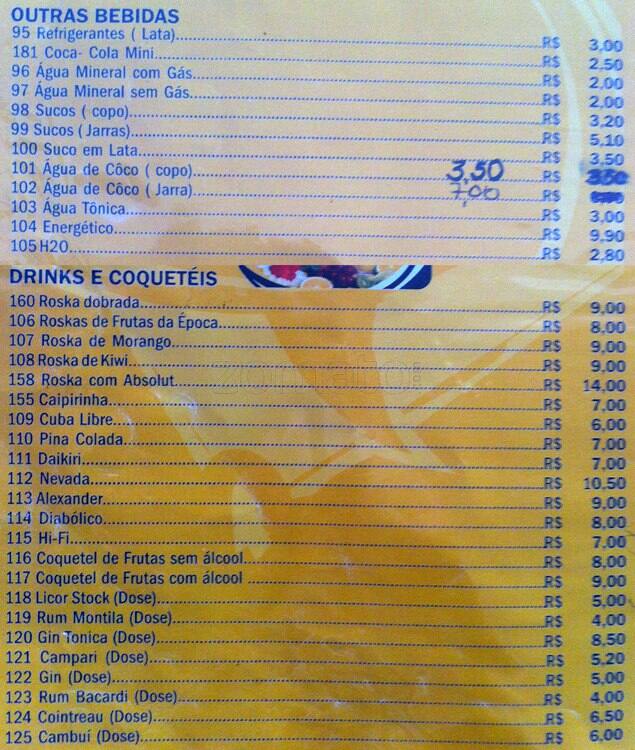 OUTRAS BEBIDAS
95 Refrigerantes ( Lata) R$ 3,00
181 Coca- Cola Mini R$ 2,50
96 Água Mineral com Gás R$ 2,00
97 Água Mineral sem Gás R$ 2,00
98 Sucos ( copo) R$ 3,20
99 Sucos ( Jarras) R$ 5,10
100 Suco em Lata R$ 3,50
101 Água de Côco ( copo) 3,50 R$
102 Água de Côco ( Jarra) 7,00 R$
103 Água Tônica R$ 3,00
104 Energético R$ 9,90
105 H2O R$ 2,80
DRINKS E COQUETÉIS
160 Roska dobrada R$ 9,00
106 Roskas de Frutas da Época R$ 8,00
107 Roska de Morango R$ 9,00
108 Roska de Kiwi R$ 9,00
158 Roska com Absolut R$ 14,00
155 Caipirinha R$ 7,00
109 Cuba Libre R$ 6,00
110 Pina Colada R$ 7,00
111 Daikiri R$ 7,00
112 Nevada R$ 10,50
113 Alexander R$ 9,00
114 Diabólico R$ 8,00
115 Hi-Fi R$ 7,00
116 Coquetel de Frutas sem álcool R$ 8,00
117 Coquetel de Frutas com álcool R$ 9,00
118 Licor Stock (Dose) R$ 5,00
119 Rum Montila (Dose) R$ 4,00
120 Gin Tonica (Dose) R$ 8,50
121 Campari (Dose) R$ 5,20
122 Gin (Dose) R$ 5,00
123 Rum Bacardi (Dose) R$ 4,00
124 Cointreau (Dose) R$ 6,50
125 Cambuí (Dose) R$ 6,00